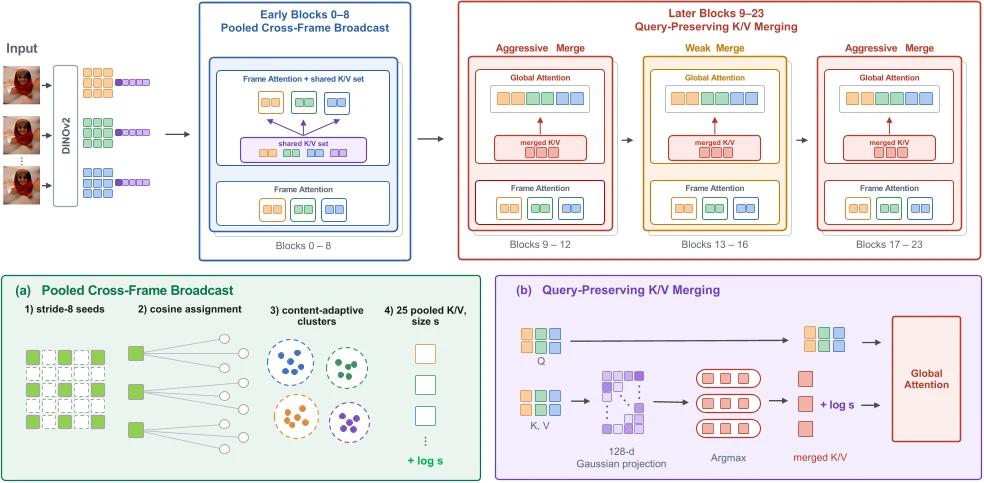 Input
DINOv2
Early Blocks 0–8
Pooled Cross-Frame Broadcast
Frame Attention + shared K/V set
shared K/V set
Frame Attention
Blocks 0 – 8
Later Blocks 9–23
Query-Preserving K/V Merging
Aggressive Merge
Global Attention
merged K/V
Frame Attention
Blocks 9 – 12
Weak Merge
Global Attention
merged K/V
Frame Attention
Blocks 13 – 16
Aggressive Merge
Global Attention
merged K/V
Frame Attention
Blocks 17 – 23
(a) Pooled Cross-Frame Broadcast
1) stride-8 seeds
2) cosine assignment
3) content-adaptive
clusters
4) 25 pooled K/V,
size s
+ log s
(b) Query-Preserving K/V Merging
Q
K, V
128-d
Gaussian projection
Argmax
+ log s
merged K/V
Global
Attention